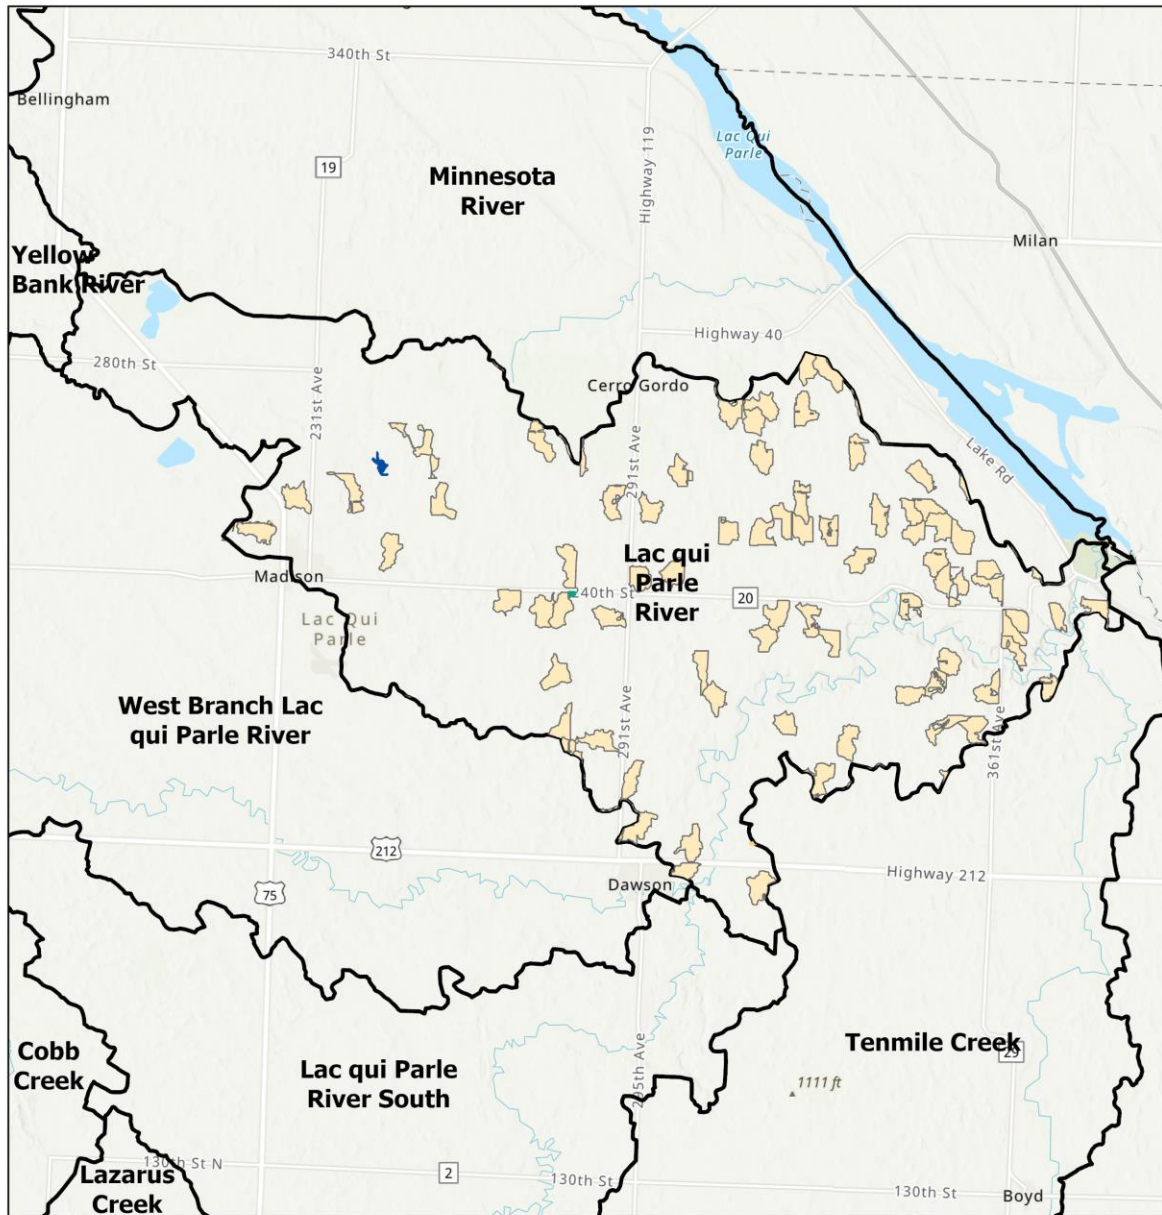 340th St
Bellingham
Lac Qui
Parle
Highway 119
19
Minnesota
River
Milan
Yellow
Bank River
Highway 40
280th St
Cerro Gordo
231st Ave
291st Ave
Lake Rd
Lac qui
Parle
River
Madison
240th St
20
Lac Qui
Parle
West Branch Lac
qui Parle River
291st Ave
361st Ave
212
Highway 212
75
Dawson
Cobb
Creek
Lac qui Parle
River South
Tenmile Creek
29
295th Ave
1111 ft
130th St N
Lazarus
Creek
2
130th St
130th St
Boyd